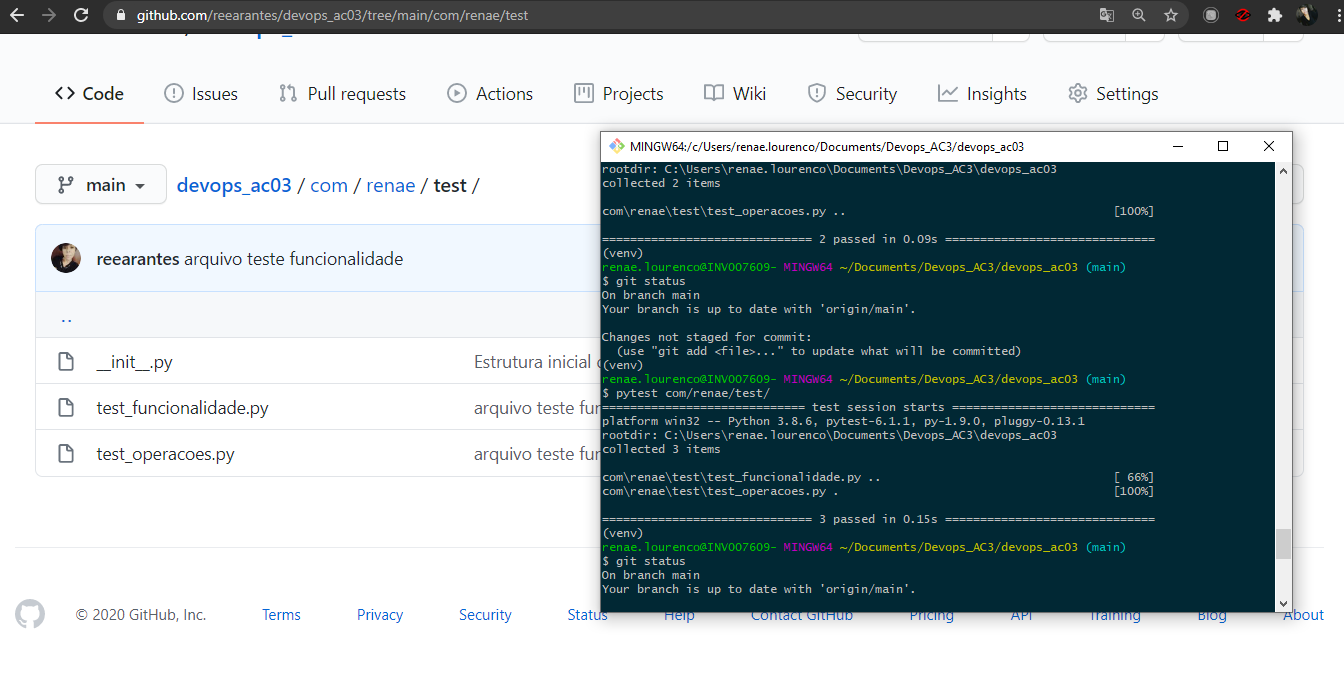 github.com/reearantes/devops_ac03/tree/main/com/renae/test
Code Issues Pull requests Actions Projects Wiki Security Insights Settings
main devops_ac03 / com / renae / test /
reearantes arquivo teste funcionalidade
..
__init__.py Estrutura inicial
test_funcionalidade.py arquivo teste fun
test_operacoes.py arquivo teste fun
MINGW64:/c/Users/renae.lourenco/Documents/Devops_AC3/devops_ac03
rootdir: C:\Users\renae.lourenco\Documents\Devops_AC3\devops_ac03
collected 2 items
com\renae\test\test_operacoes.py .. [100%]
============================== 2 passed in 0.09s ==============================
(venv)
renae.lourenco@INV007609- MINGW64 ~/Documents/Devops_AC3/devops_ac03 (main)
$ git status
On branch main
Your branch is up to date with 'origin/main'.
Changes not staged for commit:
(use "git add <file>..." to update what will be committed)
(venv)
renae.lourenco@INV007609- MINGW64 ~/Documents/Devops_AC3/devops_ac03 (main)
$ pytest com/renae/test/
============================= test session starts =============================
platform win32 -- Python 3.8.6, pytest-6.1.1, py-1.9.0, pluggy-0.13.1
rootdir: C:\Users\renae.lourenco\Documents\Devops_AC3\devops_ac03
collected 3 items
com\renae\test\test_funcionalidade.py .. [ 66%]
com\renae\test\test_operacoes.py . [100%]
============================== 3 passed in 0.15s ==============================
(venv)
renae.lourenco@INV007609- MINGW64 ~/Documents/Devops_AC3/devops_ac03 (main)
$ git status
On branch main
Your branch is up to date with 'origin/main'.
© 2020 GitHub, Inc. Terms Privacy Security Status Help Contact GitHub Pricing API Training Blog About